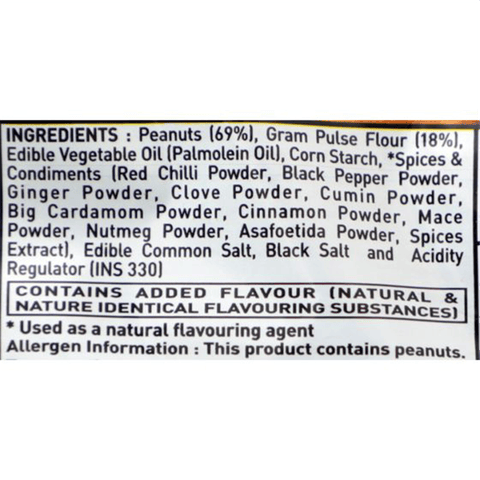 INGREDIENTS : Peanuts (69%), Gram Pulse Flour (18%),
Edible Vegetable Oil (Palmolein Oil), Corn Starch, *Spices &
Condiments (Red Chilli Powder, Black Pepper Powder,
Ginger Powder, Clove Powder, Cumin Powder,
Big Cardamom Powder, Cinnamon Powder, Mace
Powder, Nutmeg Powder, Asafoetida Powder, Spices
Extract), Edible Common Salt, Black Salt and Acidity
Regulator (INS 330)
CONTAINS ADDED FLAVOUR (NATURAL &
NATURE IDENTICAL FLAVOURING SUBSTANCES)
* Used as a natural flavouring agent
Allergen Information : This product contains peanuts.